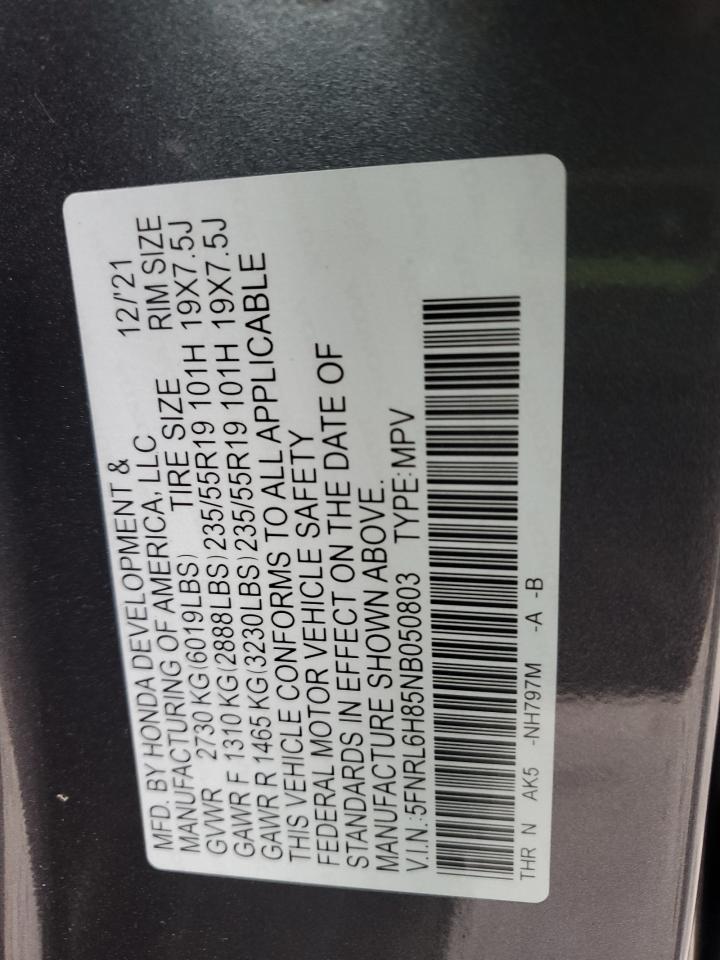 MFD. BY HONDA DEVELOPMENT & 12/'21
MANUFACTURING OF AMERICA, LLC
TIRE SIZE RIM SIZE
GVWR 2730 KG(6019LBS)
GAWR F 1310 KG(2888LBS) 235/55R19 101H 19X7.5J
GAWR R 1465 KG(3230LBS) 235/55R19 101H 19X7.5J
THIS VEHICLE CONFORMS TO ALL APPLICABLE
FEDERAL MOTOR VEHICLE SAFETY
STANDARDS IN EFFECT ON THE DATE OF
MANUFACTURE SHOWN ABOVE.
V.I.N.:5FNRL6H85NB050803 TYPE:MPV
THR N AK5 -NH797M -A -B